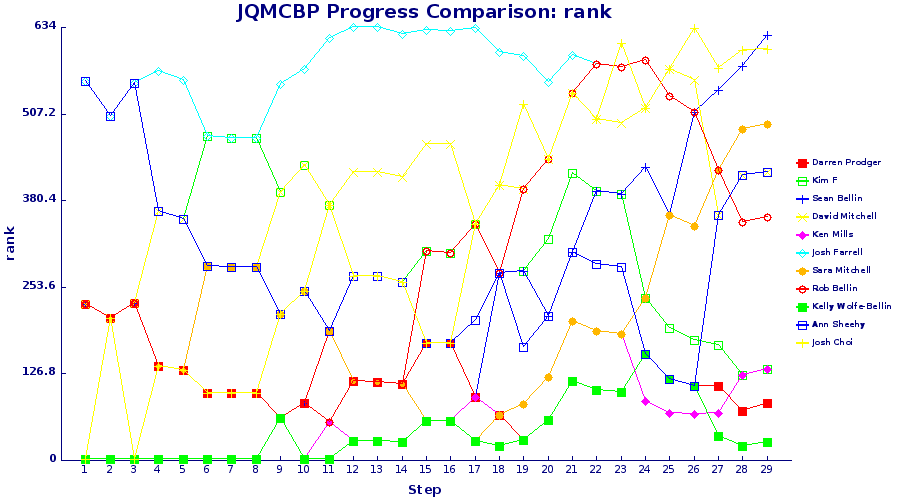 JQMCBP Progress Comparison: rank
634
507.2
380.4
253.6
126.8
0
rank
1 2 3 4 5 6 7 8 9 10 11 12 13 14 15 16 17 18 19 20 21 22 23 24 25 26 27 28 29
Step
Darren Prodger
Kim F
Sean Bellin
David Mitchell
Ken Mills
Josh Farrell
Sara Mitchell
Rob Bellin
Kelly Wolfe-Bellin
Ann Sheehy
Josh Choi